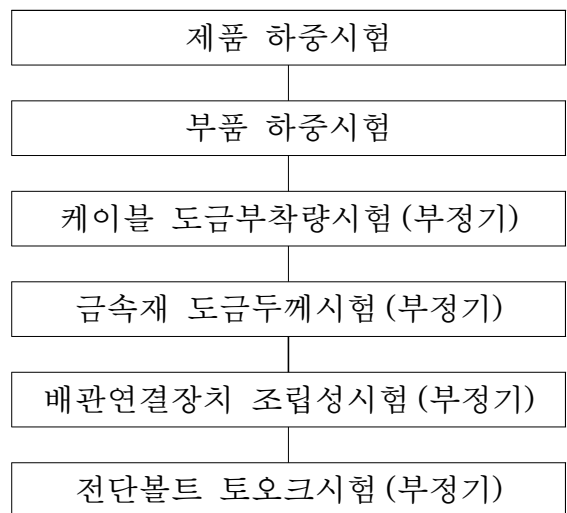 제품 하중시험
부품 하중시험
케이블 도금부착량시험(부정기)
금속재 도금두께시험(부정기)
배관연결장치 조립성시험(부정기)
전단볼트 토오크시험(부정기)